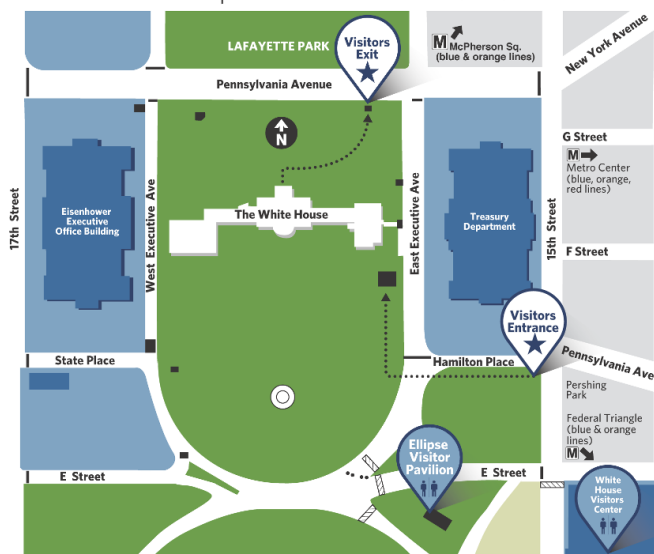 LAFAYETTE PARK
Visitors
Exit
M
McPherson Sq.
(blue & orange lines)
New York Avenue
Pennsylvania Avenue
N
G Street
M
Metro Center
(blue, orange,
red lines)
17th Street
Eisenhower
Executive
Office Building
West Executive Ave
The White House
East Executive Ave
Treasury
Department
15th Street
F Street
Visitors
Entrance
State Place
Hamilton Place
Pennsylvania Ave
Pershing
Park
Federal Triangle
(blue & orange
lines)
M
Ellipse
Visitor
Pavilion
E Street
E Street
White
House
Visitors
Center